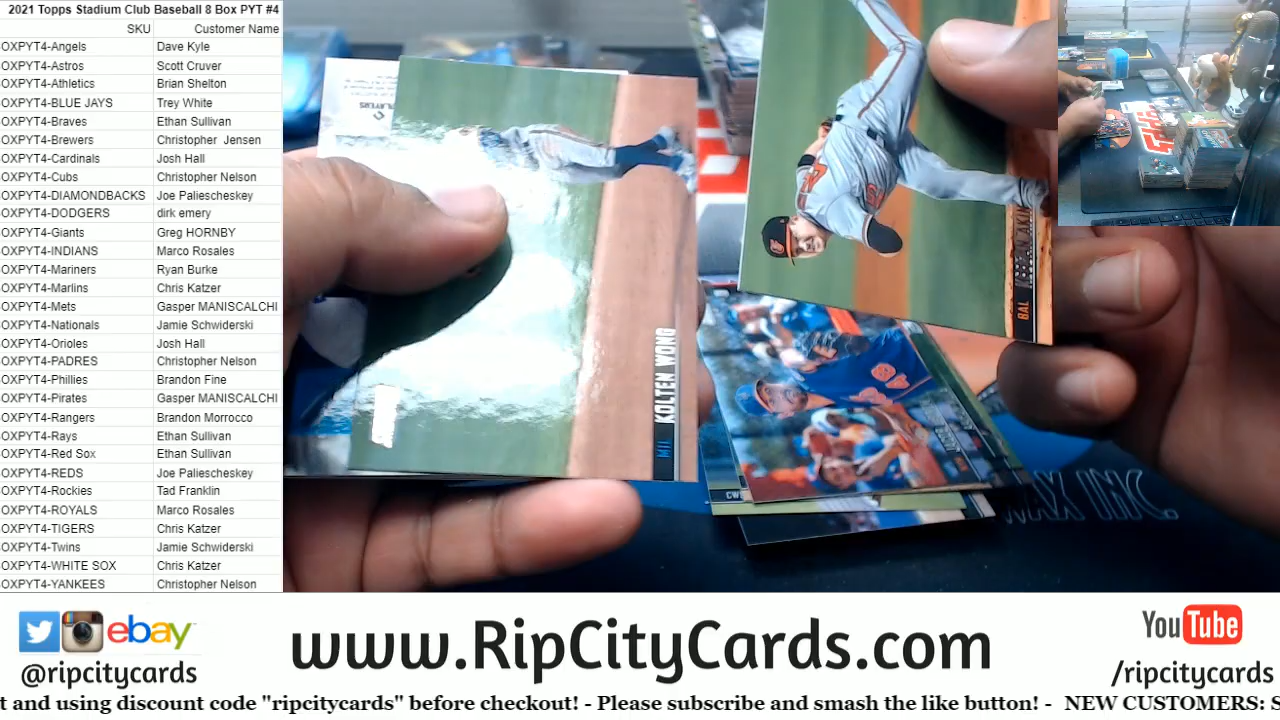 2021 Topps Stadium Club Baseball 8 Box PYT #4
SKU Customer Name
OXPYT4-Angels Dave Kyle
OXPYT4-Astros Scott Cruver
OXPYT4-Athletics Brian Shelton
OXPYT4-BLUE JAYS Trey White
OXPYT4-Braves Ethan Sullivan
OXPYT4-Brewers Christopher Jensen
OXPYT4-Cardinals Josh Hall
OXPYT4-Cubs Christopher Nelson
OXPYT4-DIAMONDBACKS Joe Paliescheskey
OXPYT4-DODGERS dirk emery
OXPYT4-Giants Greg HORNBY
OXPYT4-INDIANS Marco Rosales
OXPYT4-Mariners Ryan Burke
OXPYT4-Marlins Chris Katzer
OXPYT4-Mets Gasper MANISCALCHI
OXPYT4-Nationals Jamie Schwiderski
OXPYT4-Orioles Josh Hall
OXPYT4-PADRES Christopher Nelson
OXPYT4-Phillies Brandon Fine
OXPYT4-Pirates Gasper MANISCALCHI
OXPYT4-Rangers Brandon Morrocco
OXPYT4-Rays Ethan Sullivan
OXPYT4-Red Sox Ethan Sullivan
OXPYT4-REDS Joe Paliescheskey
OXPYT4-Rockies Tad Franklin
OXPYT4-ROYALS Marco Rosales
OXPYT4-TIGERS Chris Katzer
OXPYT4-Twins Jamie Schwiderski
OXPYT4-WHITE SOX Chris Katzer
OXPYT4-YANKEES Christopher Nelson
PLAYERS
MIL KOLTEN WONG
BAL
CWS
ebay
@ripcitycards
www.RipCityCards.com
YouTube
/ripcitycards
t and using discount code "ripcitycards" before checkout! - Please subscribe and smash the like button! - NEW CUSTOMERS: S